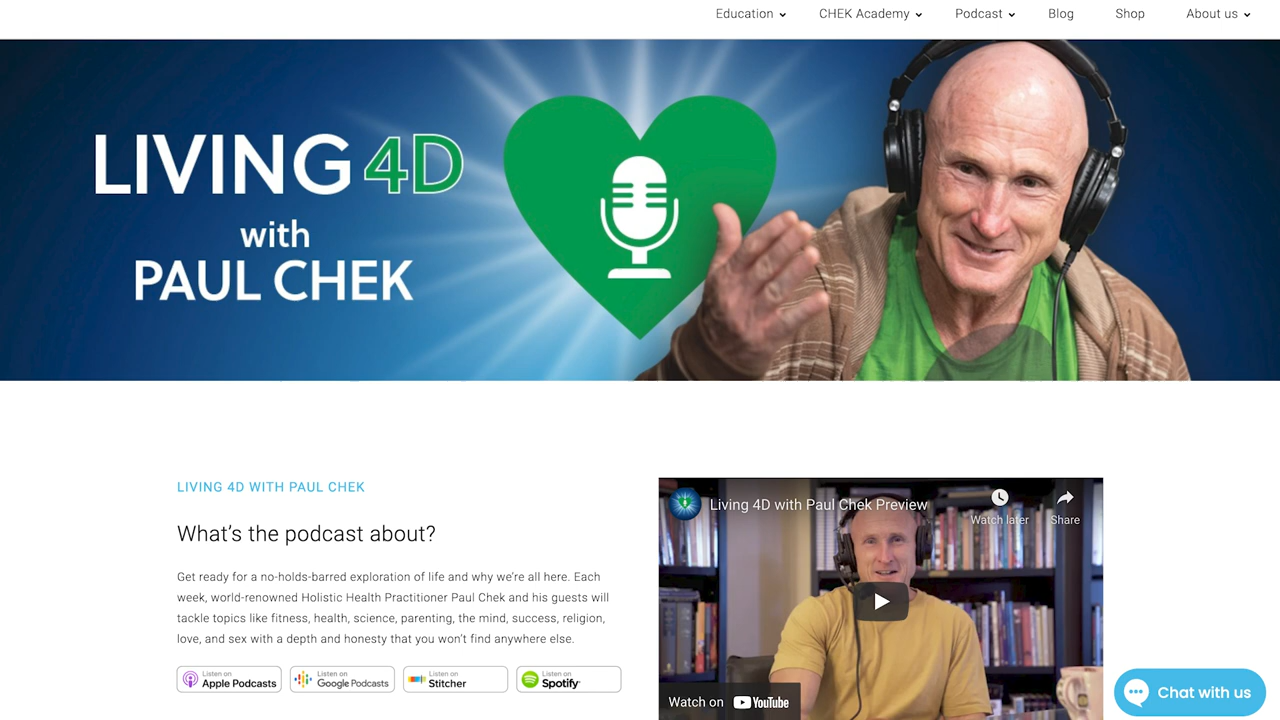 Education
CHEK Academy
Podcast
Blog
Shop
About us
LIVING 4D
with
PAUL CHEK
LIVING 4D WITH PAUL CHEK
What's the podcast about?
Get ready for a no-holds-barred exploration of life and why we're all here. Each
week, world-renowned Holistic Health Practitioner Paul Chek and his guests will
tackle topics like fitness, health, science, parenting, the mind, success, religion,
love, and sex with a depth and honesty that you won't find anywhere else.
Listen on
Apple Podcasts
Listen on
Google Podcasts
Listen on
Stitcher
Listen on
Spotify
Living 4D with Paul Chek Preview
Watch later
Share
Watch on YouTube
Chat with us